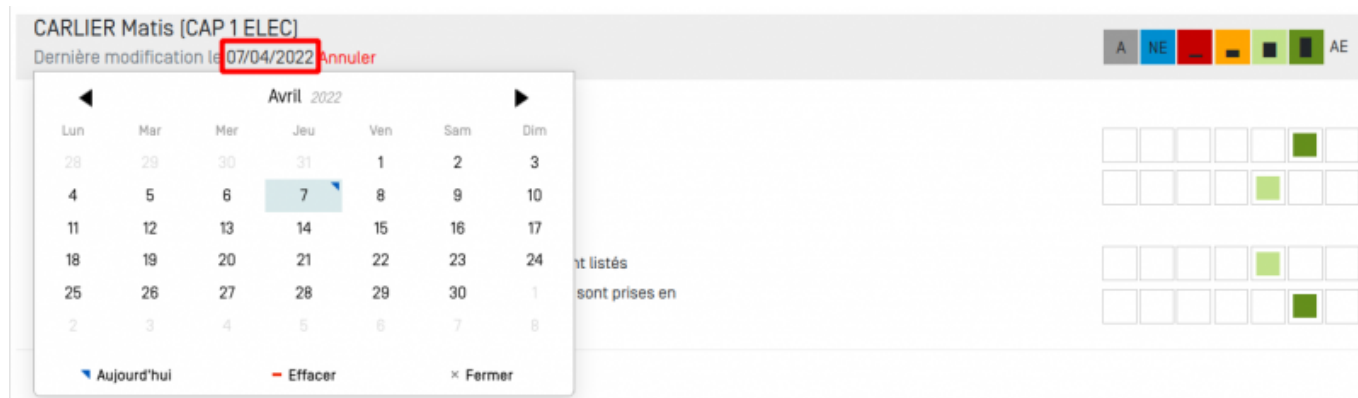 CARLIER Matis (CAP 1 ELEC)
A NE AE
Dernière modification le 07/04/2022 Annuler
Avril 2022
Lun Mar Mer Jeu Ven Sam Dim
28 29 30 31 1 2 3
4 5 6 7 8 9 10
11 12 13 14 15 16 17
18 19 20 21 22 23 24
nt listés
25 26 27 28 29 30 1
sont prises en
2 3 4 5 6 7 8
Aujourd'hui Effacer × Fermer